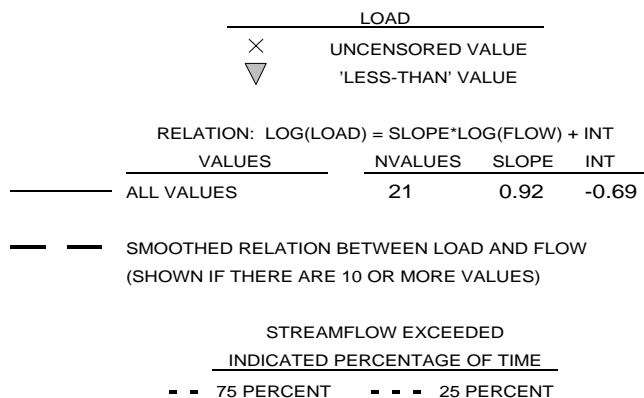 LOAD
UNCENSORED VALUE
'LESS-THAN' VALUE
RELATION: LOG(LOAD) = SLOPE*LOG(FLOW) + INT
VALUES NVALUES SLOPE INT
ALL VALUES 21 0.92 -0.69
SMOOTHED RELATION BETWEEN LOAD AND FLOW
(SHOWN IF THERE ARE 10 OR MORE VALUES)
STREAMFLOW EXCEEDED
INDICATED PERCENTAGE OF TIME
75 PERCENT 25 PERCENT